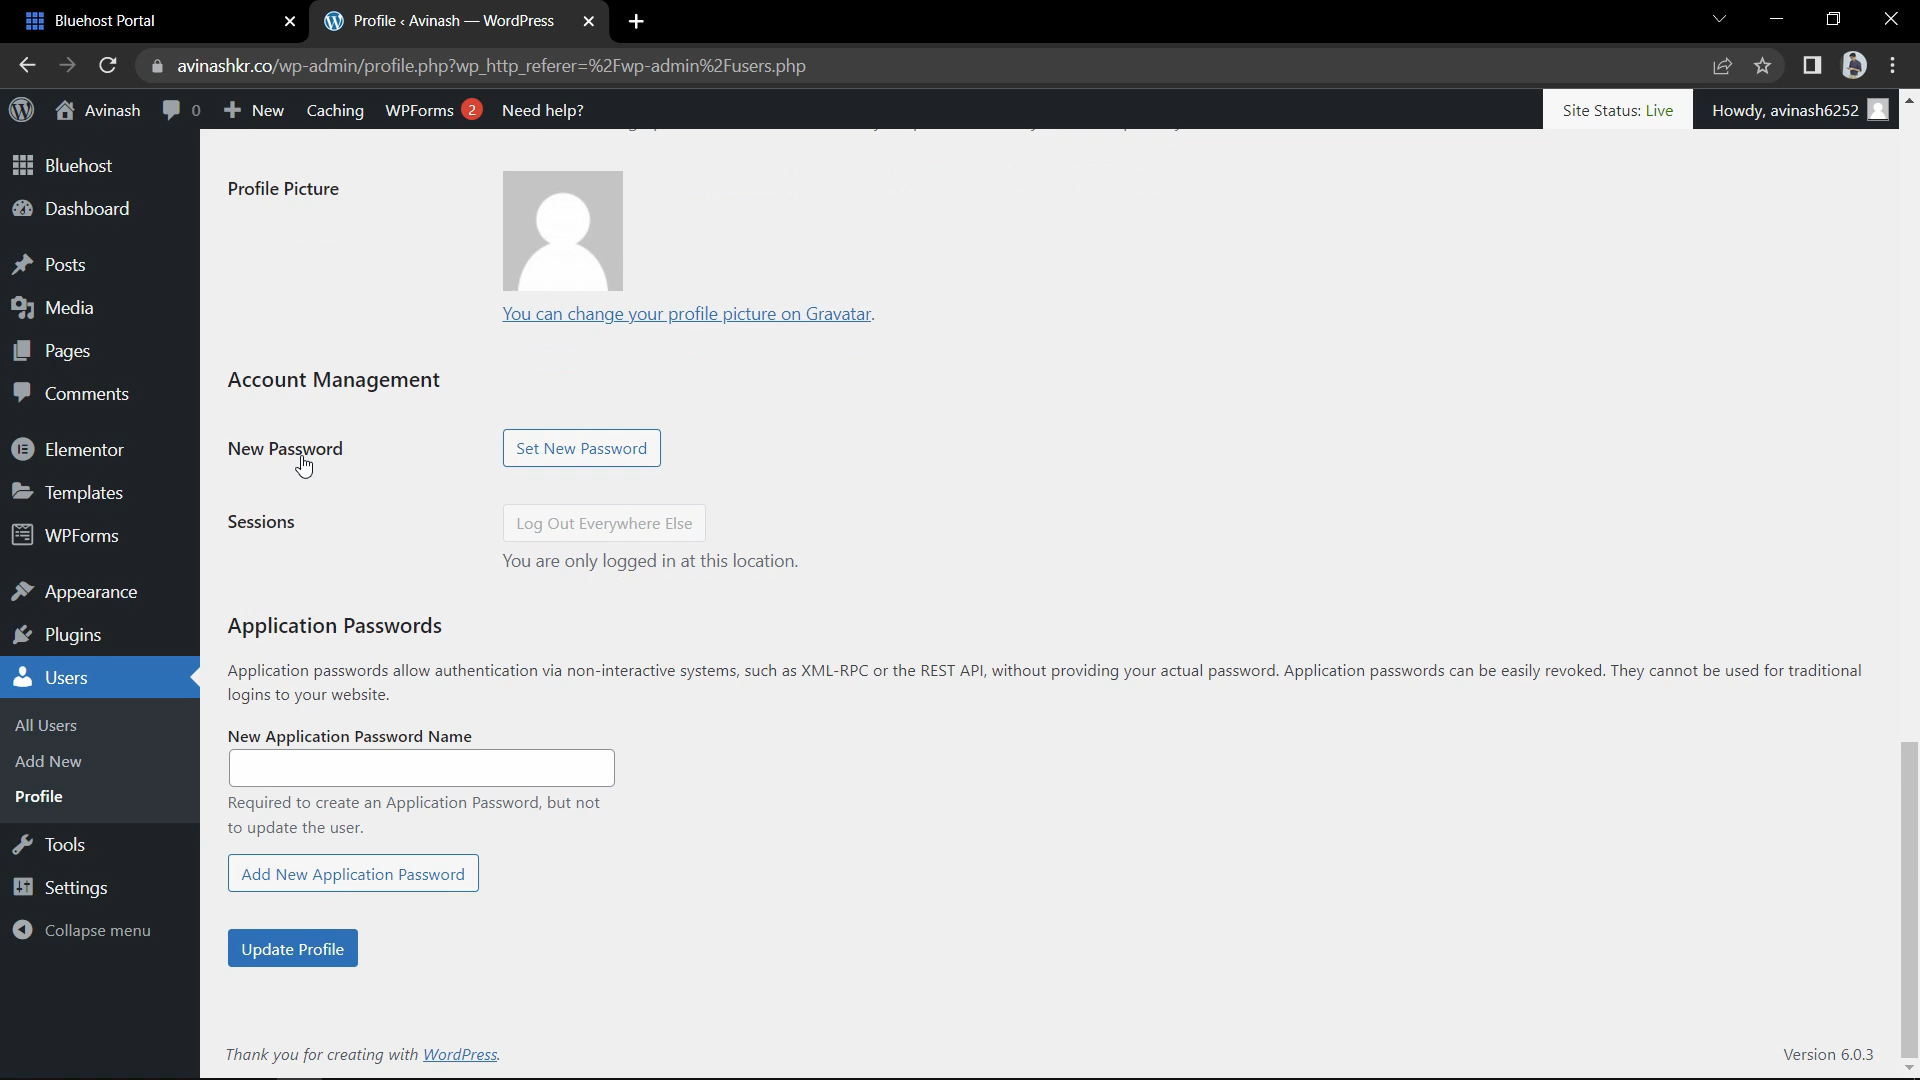 Bluehost Portal
Profile ‹ Avinash — WordPress
avinashkr.co/wp-admin/profile.php?wp_http_referer=%2Fwp-admin%2Fusers.php
Avinash
0
New
Caching
WPForms 2
Need help?
Site Status: Live
Howdy, avinash6252
Bluehost
Dashboard
Posts
Media
Pages
Comments
Elementor
Templates
WPForms
Appearance
Plugins
Users
All Users
Add New
Profile
Tools
Settings
Collapse menu
Profile Picture
You can change your profile picture on Gravatar.
Account Management
New Password
Set New Password
Sessions
Log Out Everywhere Else
You are only logged in at this location.
Application Passwords
Application passwords allow authentication via non-interactive systems, such as XML-RPC or the REST API, without providing your actual password. Application passwords can be easily revoked. They cannot be used for traditional
logins to your website.
New Application Password Name
Required to create an Application Password, but not
to update the user.
Add New Application Password
Update Profile
Thank you for creating with WordPress.
Version 6.0.3